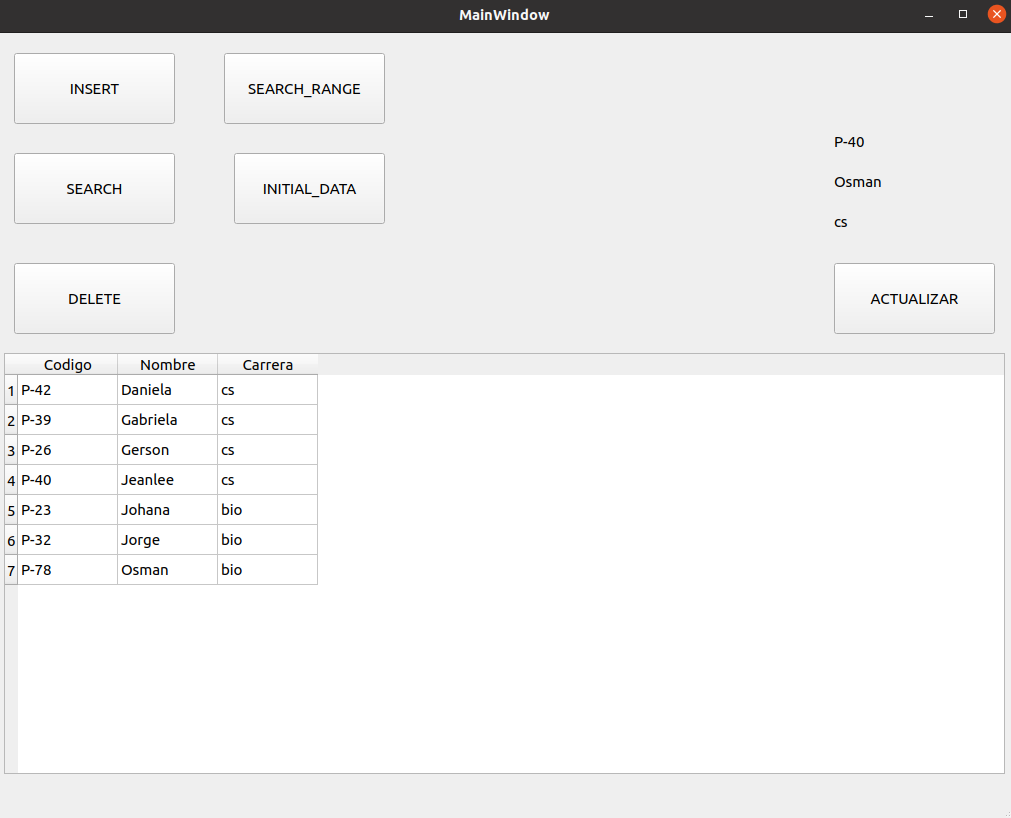 MainWindow
INSERT SEARCH_RANGE
P-40
SEARCH INITIAL_DATA
Osman
cs
DELETE ACTUALIZAR
Codigo Nombre Carrera
1 P-42 Daniela cs
2 P-39 Gabriela cs
3 P-26 Gerson cs
4 P-40 Jeanlee cs
5 P-23 Johana bio
6 P-32 Jorge bio
7 P-78 Osman bio